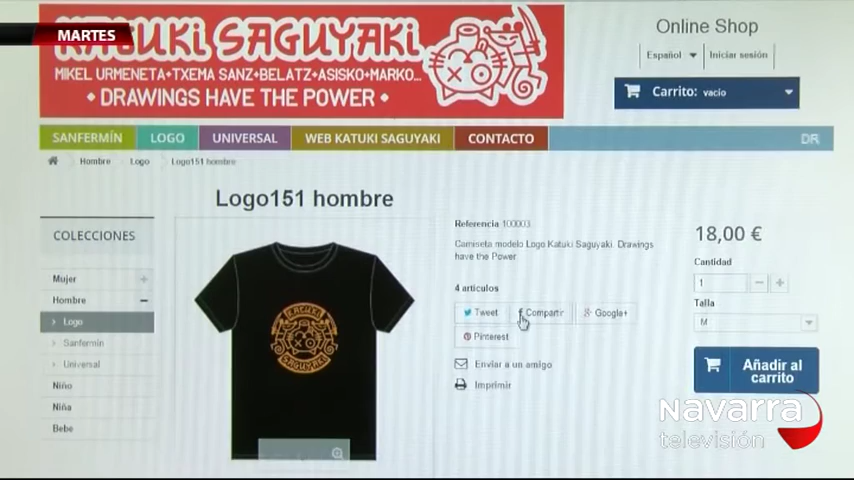 MARTES
KATUKI SAGUYAKI
MIKEL URMENETA+TXEMA SANZ+BELATZ+ASISKO+MARKO...
DRAWINGS HAVE THE POWER
Online Shop
Español
Iniciar sesión
Carrito: vacío
SANFERMÍN
LOGO
UNIVERSAL
WEB KATUKI SAGUYAKI
CONTACTO
DR
Hombre
Logo
Logo151 hombre
Logo151 hombre
COLECCIONES
Mujer
Hombre
Logo
Sanfermín
Universal
Niño
Niña
Bebe
KATUKI
SAGUYAKI
Referencia 100003
Camiseta modelo Logo Katuki Saguyaki. Drawings
have the Power
4 artículos
Tweet
Compartir
Google+
Pinterest
Enviar a un amigo
Imprimir
18,00 €
Cantidad
1
Talla
M
Añadir al
carrito
Navarra
televisión